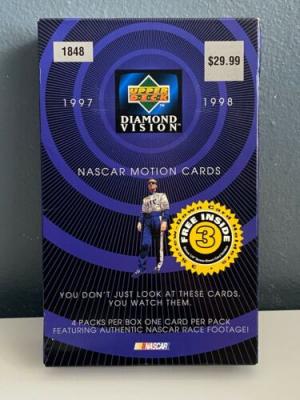 1848
$29.99
UPPER
DECK
1997
1998
DIAMOND
VISION™
NASCAR MOTION CARDS
FREE INSIDE
3
YOU DON'T JUST LOOK AT THESE CARDS.
YOU WATCH THEM.
4 PACKS PER BOX ONE CARD PER PACK
FEATURING AUTHENTIC NASCAR RACE FOOTAGE!
NASCAR